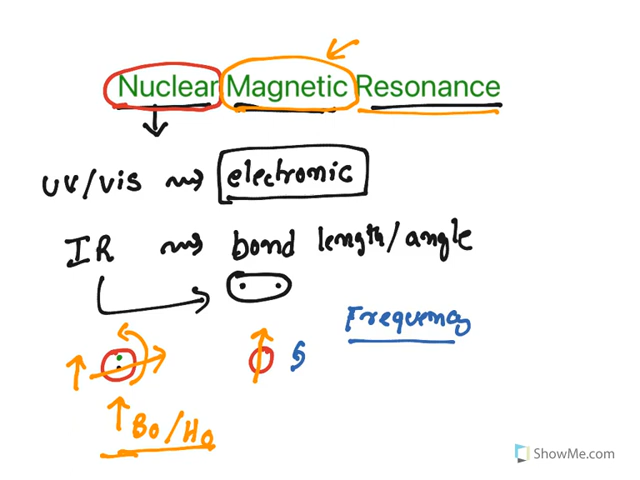 Nuclear Magnetic Resonance
UV/Vis electronic
IR bond length/angle
Frequency
Bo/Ho
ShowMe.com